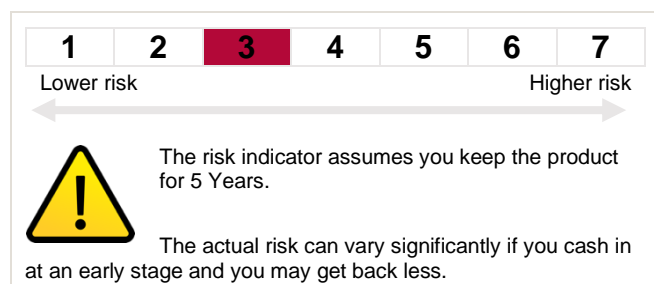 1 2 3 4 5 6 7
Lower risk Higher risk
The risk indicator assumes you keep the product
for 5 Years.
The actual risk can vary significantly if you cash in
at an early stage and you may get back less.